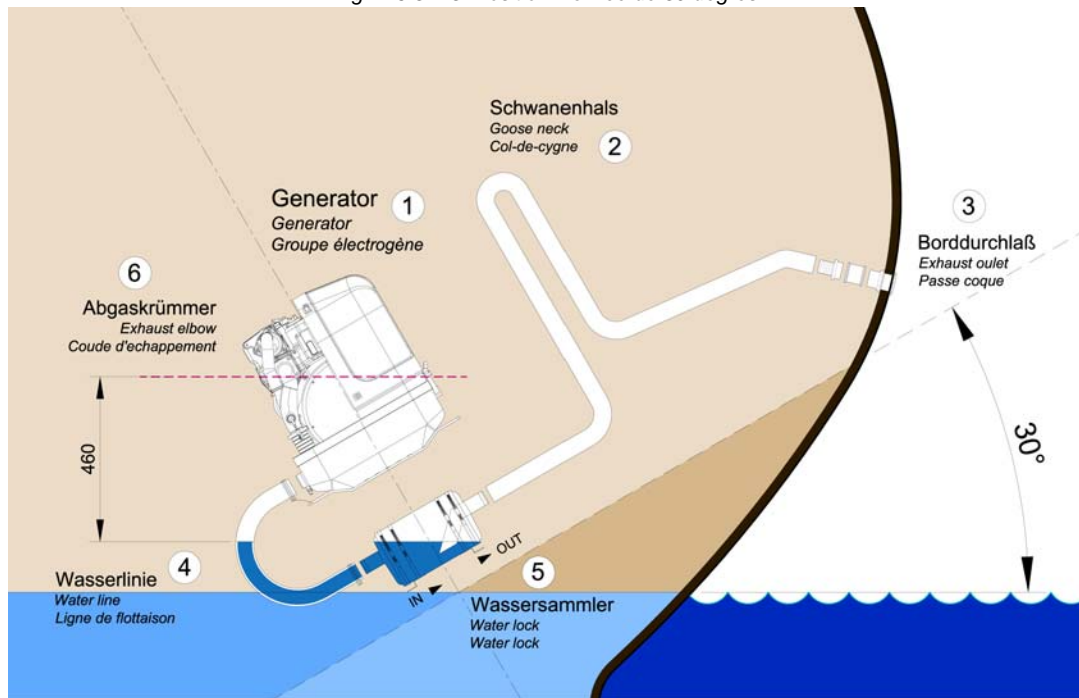 Schwanenhals
Goose neck
Col-de-cygne
2
Generator
Generator
Groupe électrogène
1
3
Borddurchlaß
Exhaust oulet
Passe coque
6
Abgaskrümmer
Exhaust elbow
Coude d'echappement
460
30°
4
Wasserlinie
Water line
Ligne de flottaison
IN
OUT
5
Wassersammler
Water lock
Water lock